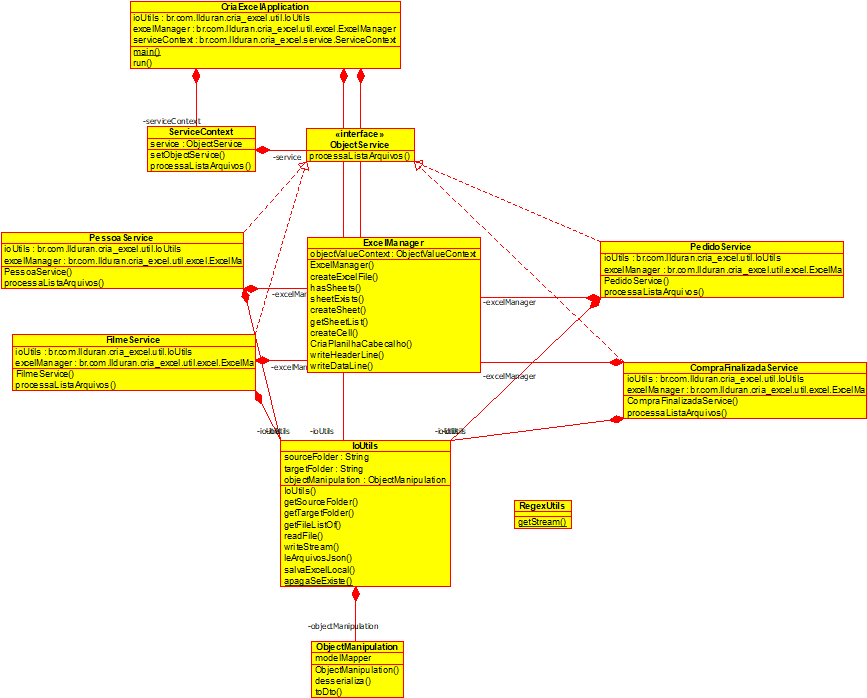 CriaExcelApplication
ioUtils : br.com.llduran.cria_excel.util.IoUtils
excelManager : br.com.llduran.cria_excel.util.excel.ExcelManager
serviceContext : br.com.llduran.cria_excel.service.ServiceContext
main()
run()
-serviceContext
ServiceContext
service : ObjectService
setObjectService()
processaListaArquivos()
-service
«interface»
ObjectService
processaListaArquivos()
PessoaService
ioUtils : br.com.llduran.cria_excel.util.IoUtils
excelManager : br.com.llduran.cria_excel.util.excel.ExcelMa
PessoaService()
processaListaArquivos()
-excelMan
ExcelManager
objectValueContext : ObjectValueContext
ExcelManager()
createExcelFile()
hasSheets()
sheetExists()
createSheet()
getSheetList()
createCell()
CriaPlanilhaCabecalho()
writeHeaderLine()
writeDataLine()
PedidoService
ioUtils : br.com.llduran.cria_excel.util.IoUtils
excelManager : br.com.llduran.cria_excel.util.excel.ExcelMa
PedidoService()
processaListaArquivos()
-excelManager
FilmeService
ioUtils : br.com.llduran.cria_excel.util.IoUtils
excelManager : br.com.llduran.cria_excel.util.excel.ExcelMa
FilmeService()
processaListaArquivos()
-excelMan
-excelManager
CompraFinalizadaService
ioUtils : br.com.llduran.cria_excel.util.IoUtils
excelManager : br.com.llduran.cria_excel.util.excel.ExcelMa
CompraFinalizadaService()
processaListaArquivos()
-ioUtils
-ioUtils
IoUtils
sourceFolder : String
targetFolder : String
objectManipulation : ObjectManipulation
IoUtils()
getSourceFolder()
getTargetFolder()
getFileListOf()
readFile()
writeStream()
leArquivosJson()
salvaExcelLocal()
apagaSeExiste()
RegexUtils
getStream()
-objectManipulation
ObjectManipulation
modelMapper
ObjectManipulation()
desserializa()
toDto()